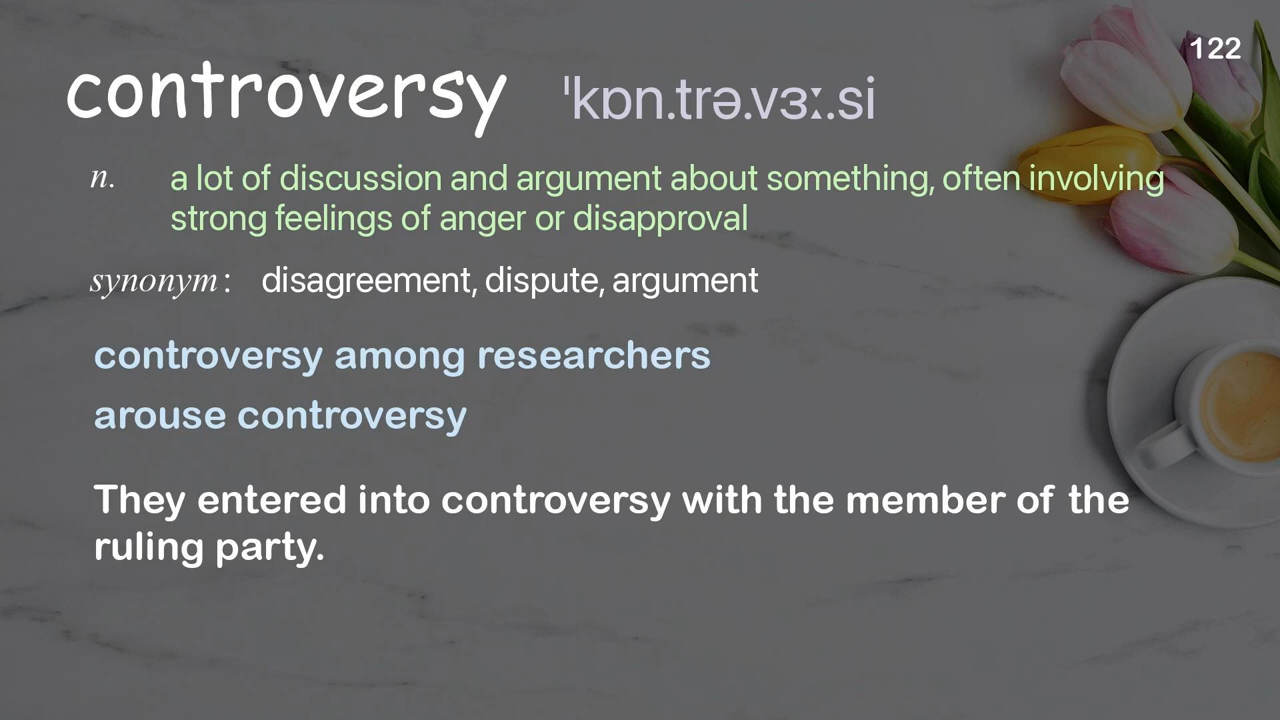 122
controversy ˈkɒn.trə.vɜː.si
n. a lot of discussion and argument about something, often involving
strong feelings of anger or disapproval
synonym: disagreement, dispute, argument
controversy among researchers
arouse controversy
They entered into controversy with the member of the
ruling party.